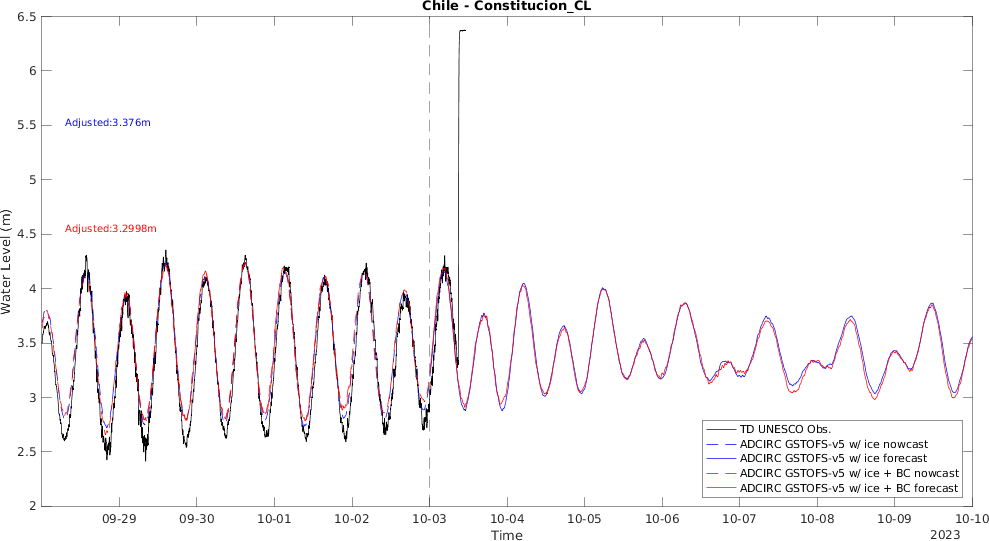 Chile - Constitucion_CL
6.5
6
5.5
5
4.5
4
3.5
3
2.5
2
Water Level (m)
Adjusted:3.376m
Adjusted:3.2998m
TD UNESCO Obs.
ADCIRC GSTOFS-v5 w/ ice nowcast
ADCIRC GSTOFS-v5 w/ ice forecast
ADCIRC GSTOFS-v5 w/ ice + BC nowcast
ADCIRC GSTOFS-v5 w/ ice + BC forecast
09-29 09-30 10-01 10-02 10-03 10-04 10-05 10-06 10-07 10-08 10-09 10-10
Time
2023